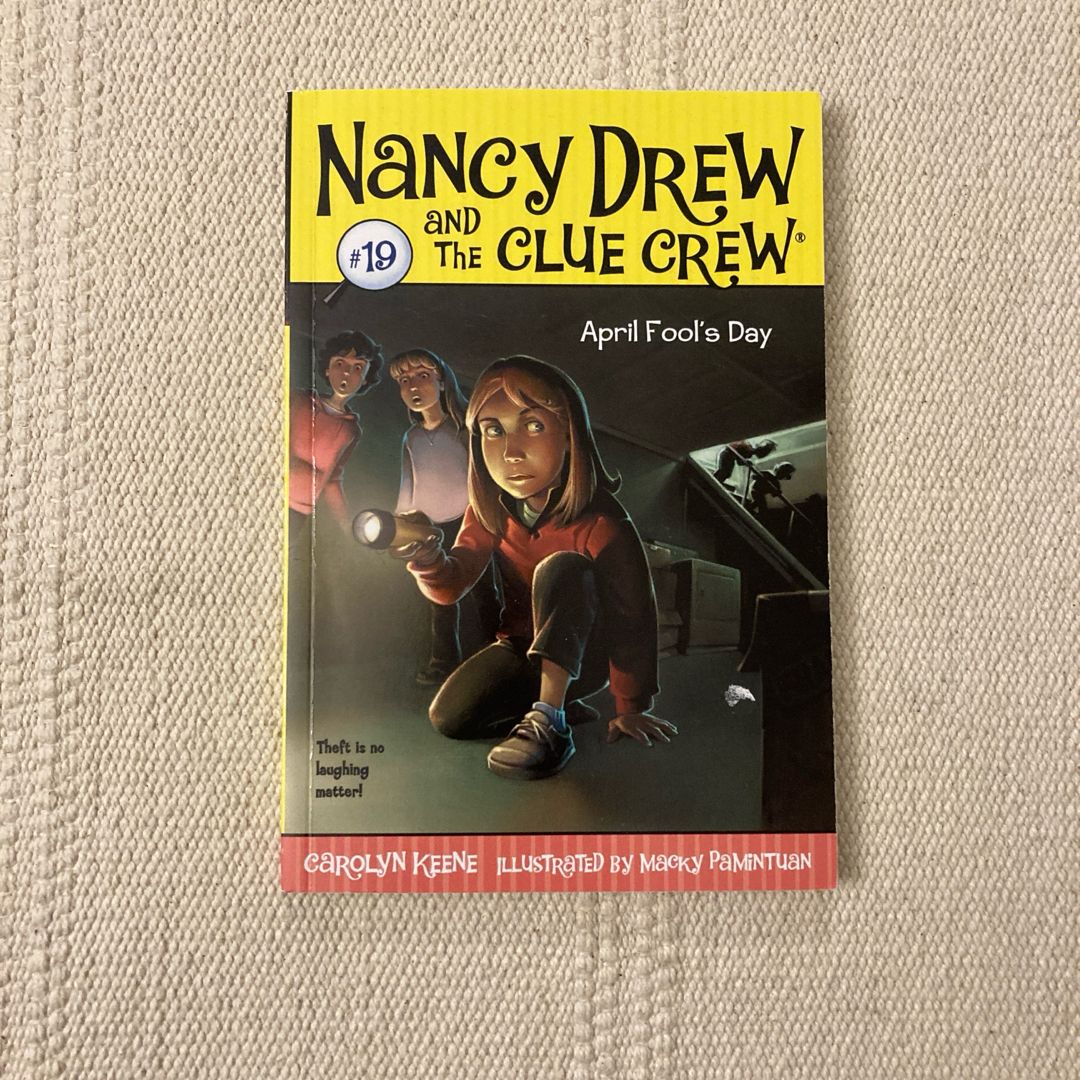 Nancy Drew
and
the Clue Crew®
#19
April Fool's Day
Theft is no
laughing
matter!
Carolyn Keene Illustrated by Macky Pamintuan